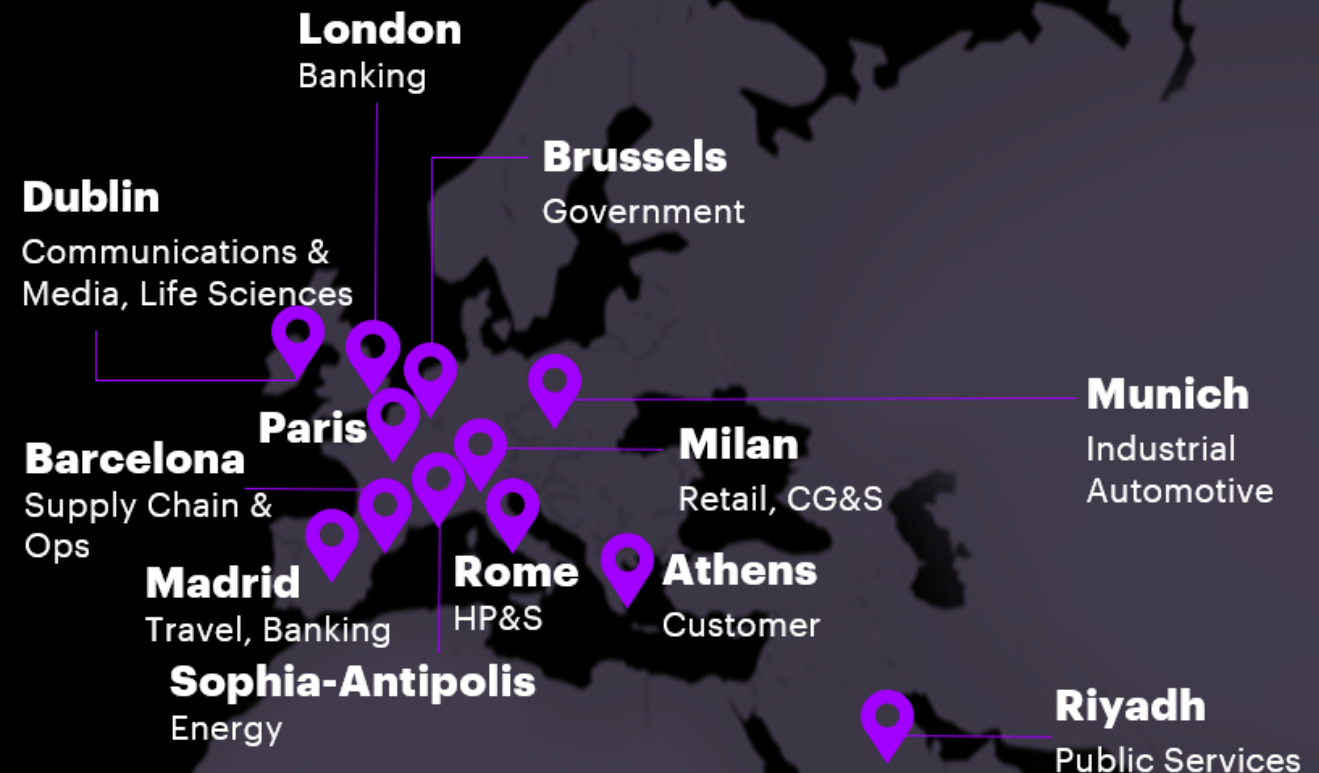 London
Banking
Brussels
Government
Dublin
Communications &
Media, Life Sciences
Munich
Industrial
Automotive
Paris
Milan
Retail, CG&S
Barcelona
Supply Chain &
Ops
Madrid
Travel, Banking
Rome
HP&S
Athens
Customer
Sophia-Antipolis
Energy
Riyadh
Public Services